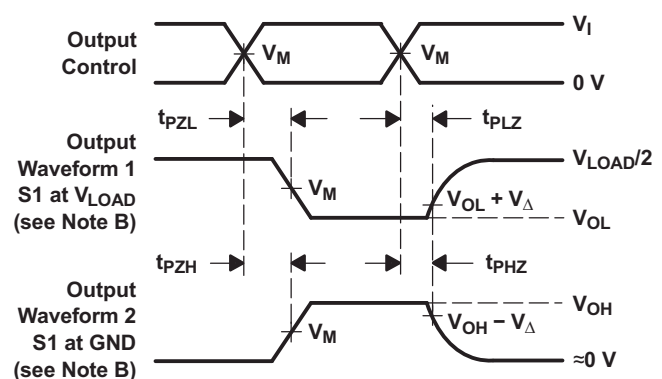 Output
Control
V_M
V_M
V_I
0 V
t_PZL
t_PLZ
Output
Waveform 1
S1 at V_LOAD
(see Note B)
V_M
V_LOAD/2
V_OL + V_Δ
V_OL
t_PZH
t_PHZ
Output
Waveform 2
S1 at GND
(see Note B)
V_M
V_OH
V_OH − V_Δ
≈0 V